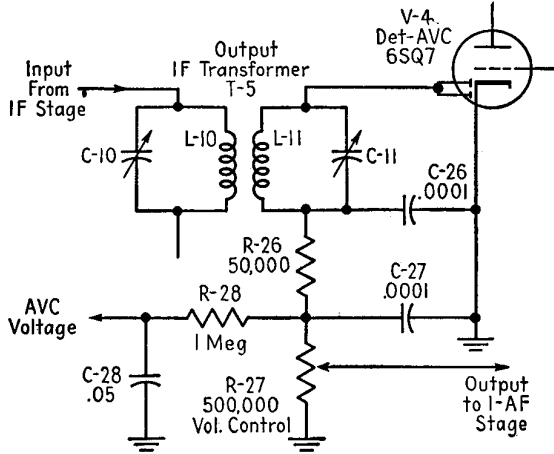 V-4
Det-AVC
6SQ7
Output
IF Transformer
T-5
Input
From
IF Stage
C-10
L-10
L-11
C-11
C-26
.0001
R-26
50,000
C-27
.0001
AVC
Voltage
R-28
1 Meg
C-28
.05
R-27
500,000
Vol. Control
Output
to 1-AF
Stage